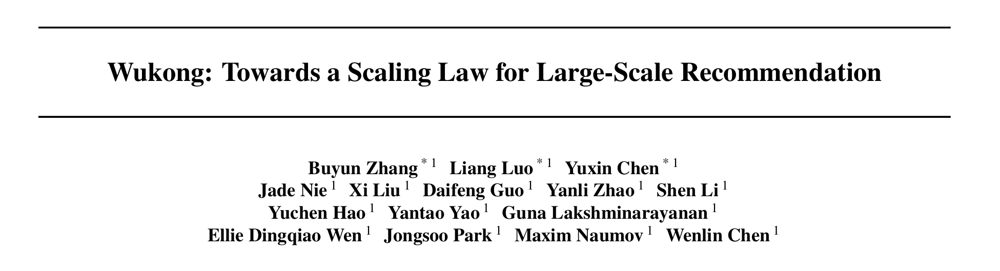 Wukong: Towards a Scaling Law for Large-Scale Recommendation
Buyun Zhang * 1 Liang Luo * 1 Yuxin Chen * 1
Jade Nie 1 Xi Liu 1 Daifeng Guo 1 Yanli Zhao 1 Shen Li 1
Yuchen Hao 1 Yantao Yao 1 Guna Lakshminarayanan 1
Ellie Dingqiao Wen 1 Jongsoo Park 1 Maxim Naumov 1 Wenlin Chen 1